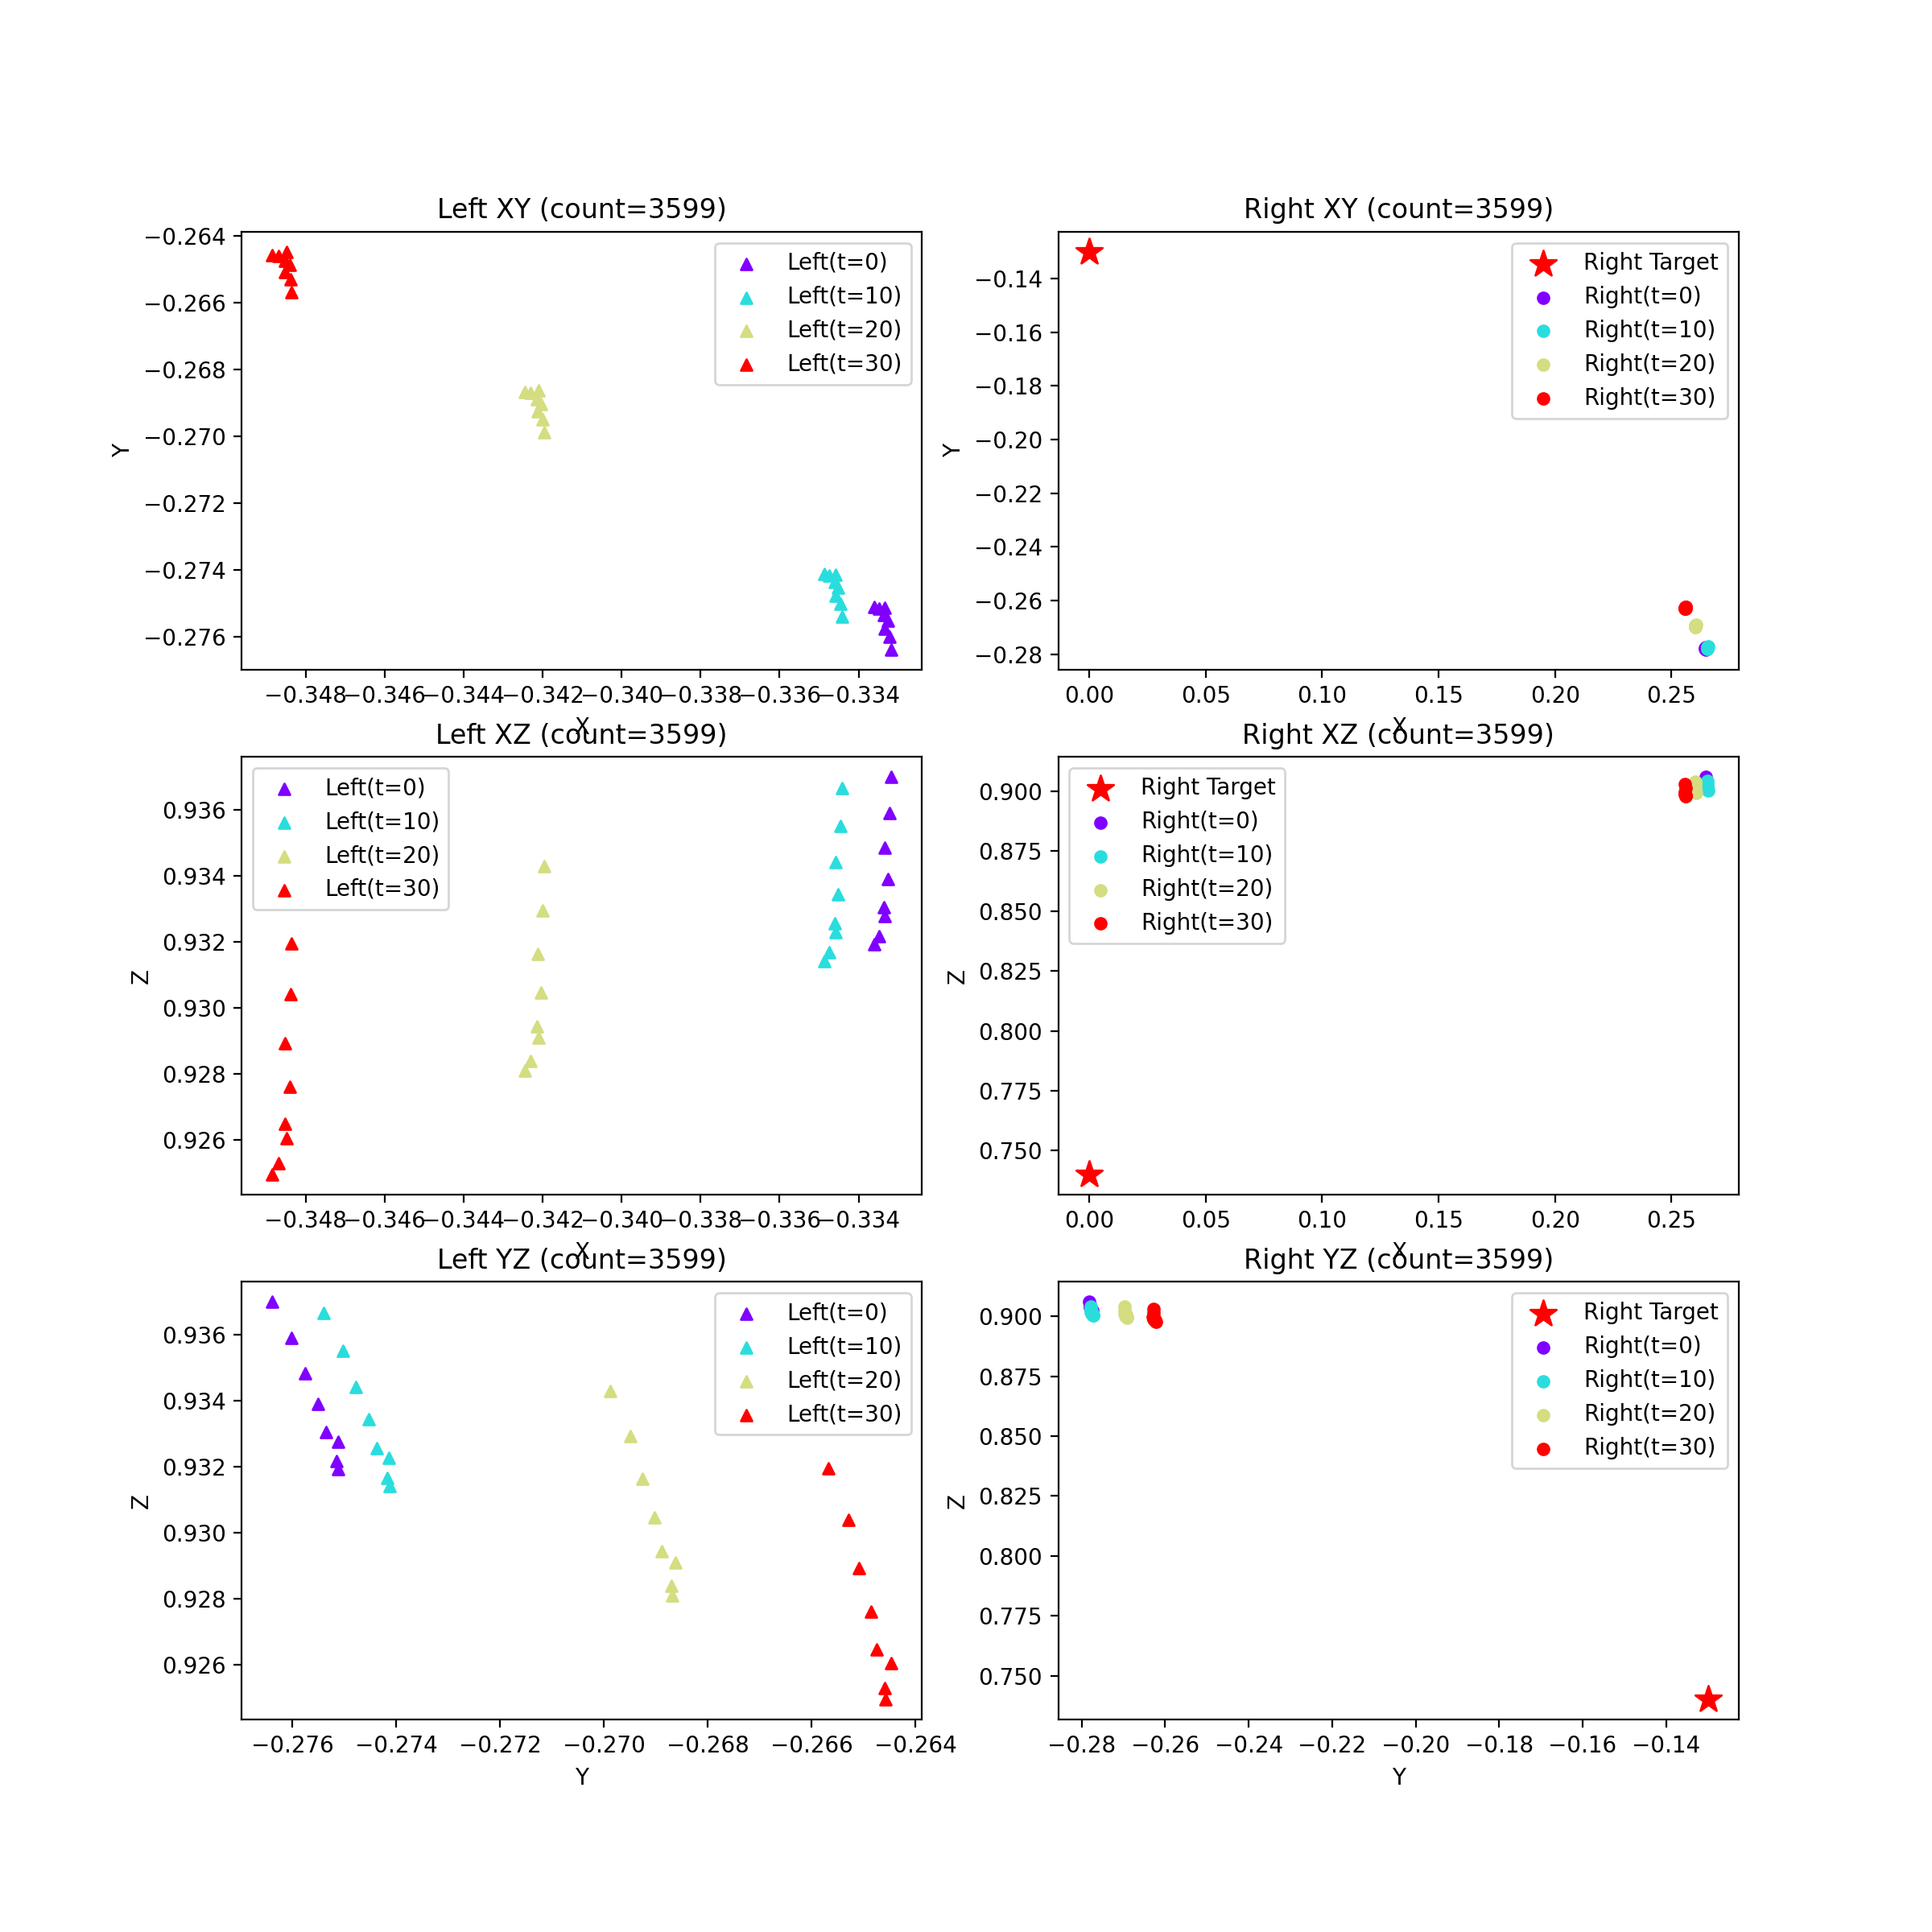 Left XY (count=3599)
−0.264
−0.266
−0.268
−0.270
−0.272
−0.274
−0.276
Y
Left(t=0)
Left(t=10)
Left(t=20)
Left(t=30)
−0.348 −0.346 −0.344 −0.342 −0.340 −0.338 −0.336 −0.334
X
Right XY (count=3599)
−0.14
−0.16
−0.18
−0.20
−0.22
−0.24
−0.26
−0.28
Y
Right Target
Right(t=0)
Right(t=10)
Right(t=20)
Right(t=30)
0.00 0.05 0.10 0.15 0.20 0.25
X
Left XZ (count=3599)
0.936
0.934
0.932
0.930
0.928
0.926
Z
Left(t=0)
Left(t=10)
Left(t=20)
Left(t=30)
−0.348 −0.346 −0.344 −0.342 −0.340 −0.338 −0.336 −0.334
X
Right XZ (count=3599)
0.900
0.875
0.850
0.825
0.800
0.775
0.750
Z
Right Target
Right(t=0)
Right(t=10)
Right(t=20)
Right(t=30)
0.00 0.05 0.10 0.15 0.20 0.25
X
Left YZ (count=3599)
0.936
0.934
0.932
0.930
0.928
0.926
Z
Left(t=0)
Left(t=10)
Left(t=20)
Left(t=30)
−0.276 −0.274 −0.272 −0.270 −0.268 −0.266 −0.264
Y
Right YZ (count=3599)
0.900
0.875
0.850
0.825
0.800
0.775
0.750
Z
Right Target
Right(t=0)
Right(t=10)
Right(t=20)
Right(t=30)
−0.28 −0.26 −0.24 −0.22 −0.20 −0.18 −0.16 −0.14
Y